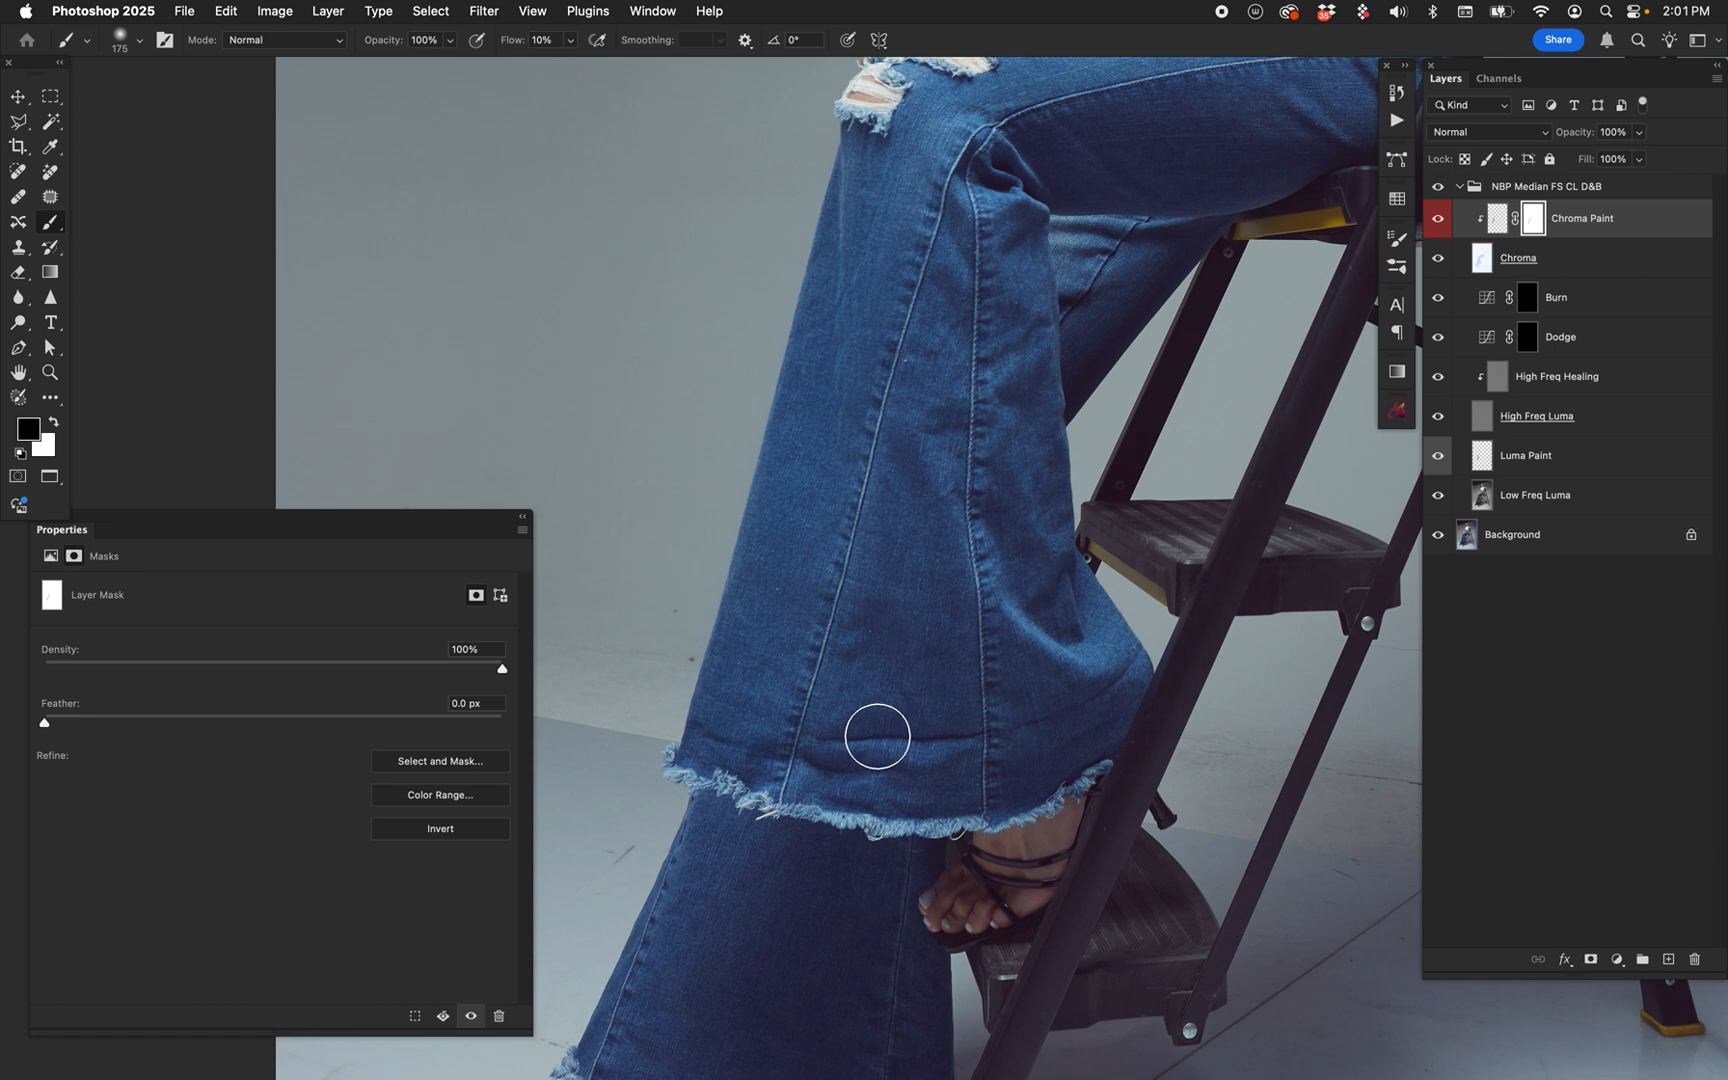 Photoshop 2025 File Edit Image Layer Type Select Filter View Plugins Window Help 35 2:01 PM
175 Mode: Normal Opacity: 100% Flow: 10% Smoothing: 0° Share
Layers Channels
Kind
Normal Opacity: 100%
Lock: Fill: 100%
NBP Median FS CL D&B
Chroma Paint
Chroma
Burn
Dodge
High Freq Healing
High Freq Luma
Luma Paint
Low Freq Luma
Background
Properties
Masks
Layer Mask
Density: 100%
Feather: 0.0 px
Refine:
Select and Mask...
Color Range...
Invert